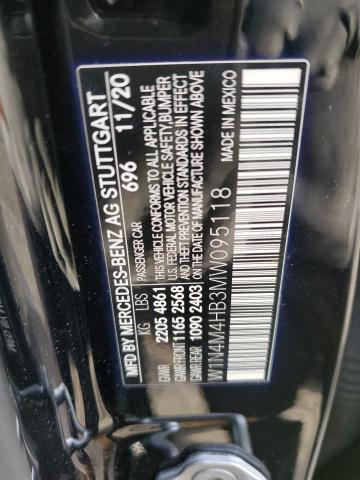 MFD BY MERCEDES-BENZ AG STUTTGART
696 11/20
PASSENGER CAR
THIS VEHICLE CONFORMS TO ALL APPLICABLE
U.S. FEDERAL MOTOR VEHICLE SAFETY, BUMPER
AND THEFT PREVENTION STANDARDS IN EFFECT
ON THE DATE OF MANUFACTURE SHOWN ABOVE
KG LBS
GWR 2205 4861
GAWR FRONT 1165 2568
GAWR REAR 1090 2403
MADE IN MEXICO
W1N4M4HB3MW095118